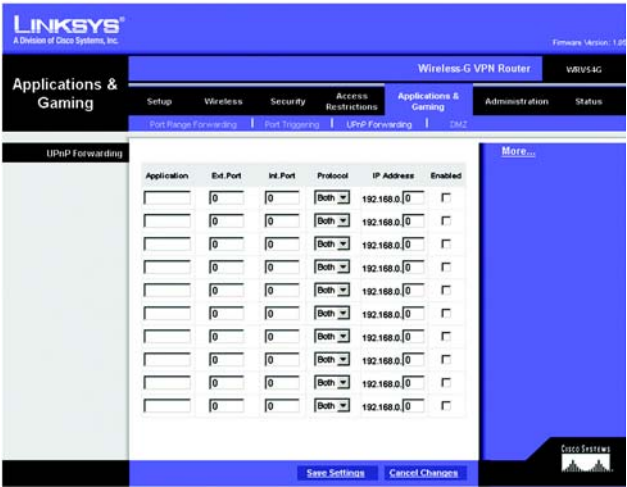 LINKSYS®
A Division of Cisco Systems, Inc.
Firmware Version: 1.05
Wireless-G VPN Router WRV54G
Applications & Gaming
Setup Wireless Security Access Restrictions Applications & Gaming Administration Status
Port Range Forwarding | Port Triggering | UPnP Forwarding | DMZ
UPnP Forwarding
More...
Application Ext.Port Int.Port Protocol IP Address Enabled
0 0 Both 192.168.0. 0
0 0 Both 192.168.0. 0
0 0 Both 192.168.0. 0
0 0 Both 192.168.0. 0
0 0 Both 192.168.0. 0
0 0 Both 192.168.0. 0
0 0 Both 192.168.0. 0
0 0 Both 192.168.0. 0
0 0 Both 192.168.0. 0
0 0 Both 192.168.0. 0
Save Settings Cancel Changes
CISCO SYSTEMS